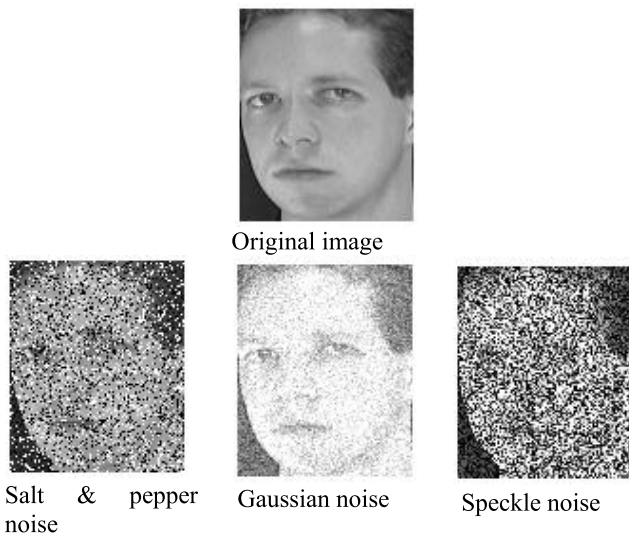 Original image
Salt & pepper
noise
Gaussian noise
Speckle noise